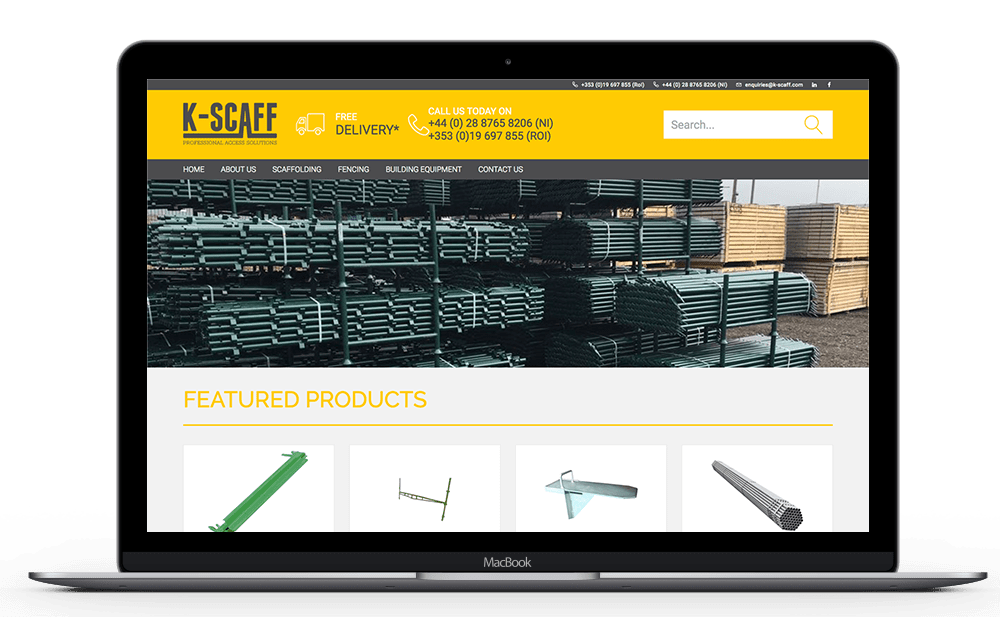 +353 (0)19 697 855 (RoI) +44 (0) 28 8765 8206 (NI) enquiries@k-scaff.com in f
K-SCAFF
PROFESSIONAL ACCESS SOLUTIONS
FREE
DELIVERY*
CALL US TODAY ON
+44 (0) 28 8765 8206 (NI)
+353 (0)19 697 855 (ROI)
Search...
HOME ABOUT US SCAFFOLDING FENCING BUILDING EQUIPMENT CONTACT US
FEATURED PRODUCTS
MacBook